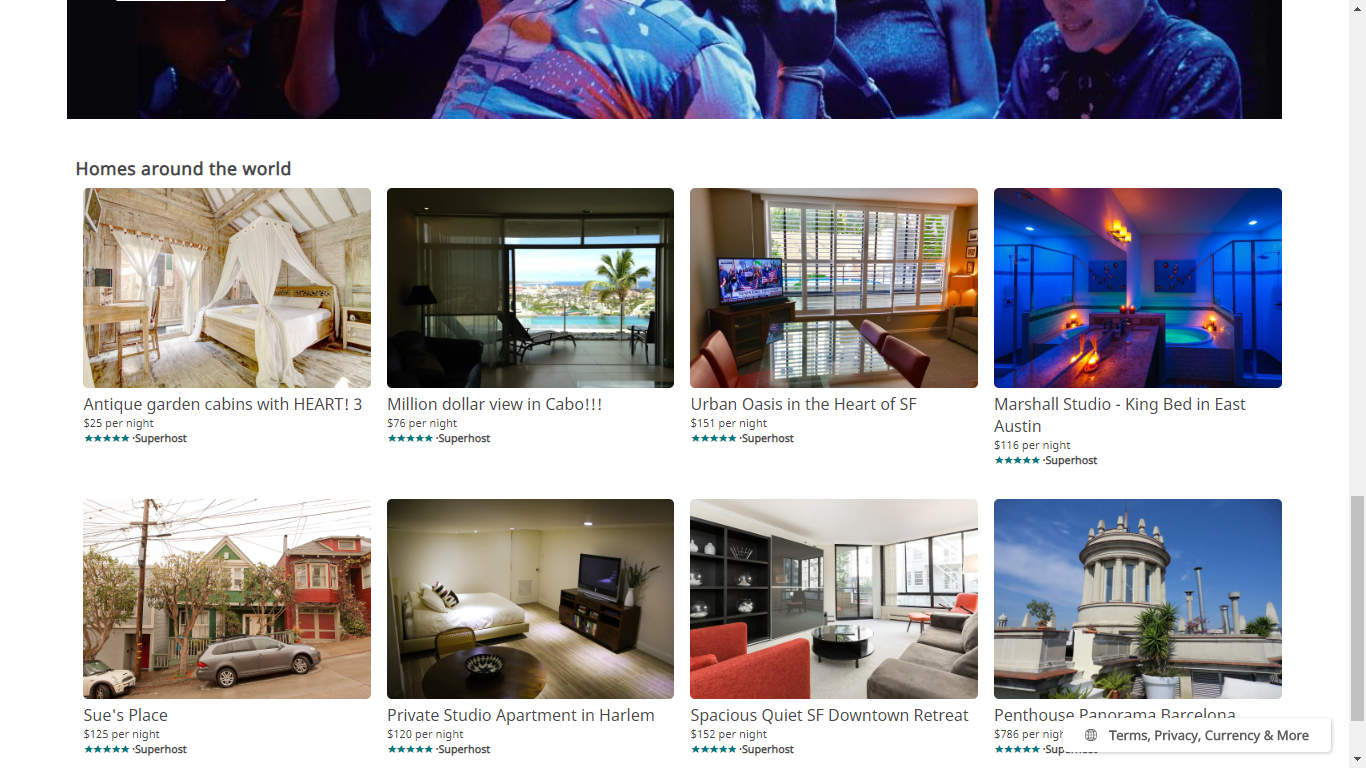 Homes around the world
Antique garden cabins with HEART! 3
$25 per night
★★★★★ ·Superhost
Million dollar view in Cabo!!!
$76 per night
★★★★★ ·Superhost
Urban Oasis in the Heart of SF
$151 per night
★★★★★ ·Superhost
Marshall Studio - King Bed in East
Austin
$116 per night
★★★★★ ·Superhost
Sue's Place
$125 per night
★★★★★ ·Superhost
Private Studio Apartment in Harlem
$120 per night
★★★★★ ·Superhost
Spacious Quiet SF Downtown Retreat
$152 per night
★★★★★ ·Superhost
Penthouse Panorama Barcelona
$786 per
★★★★★
Terms, Privacy, Currency & More